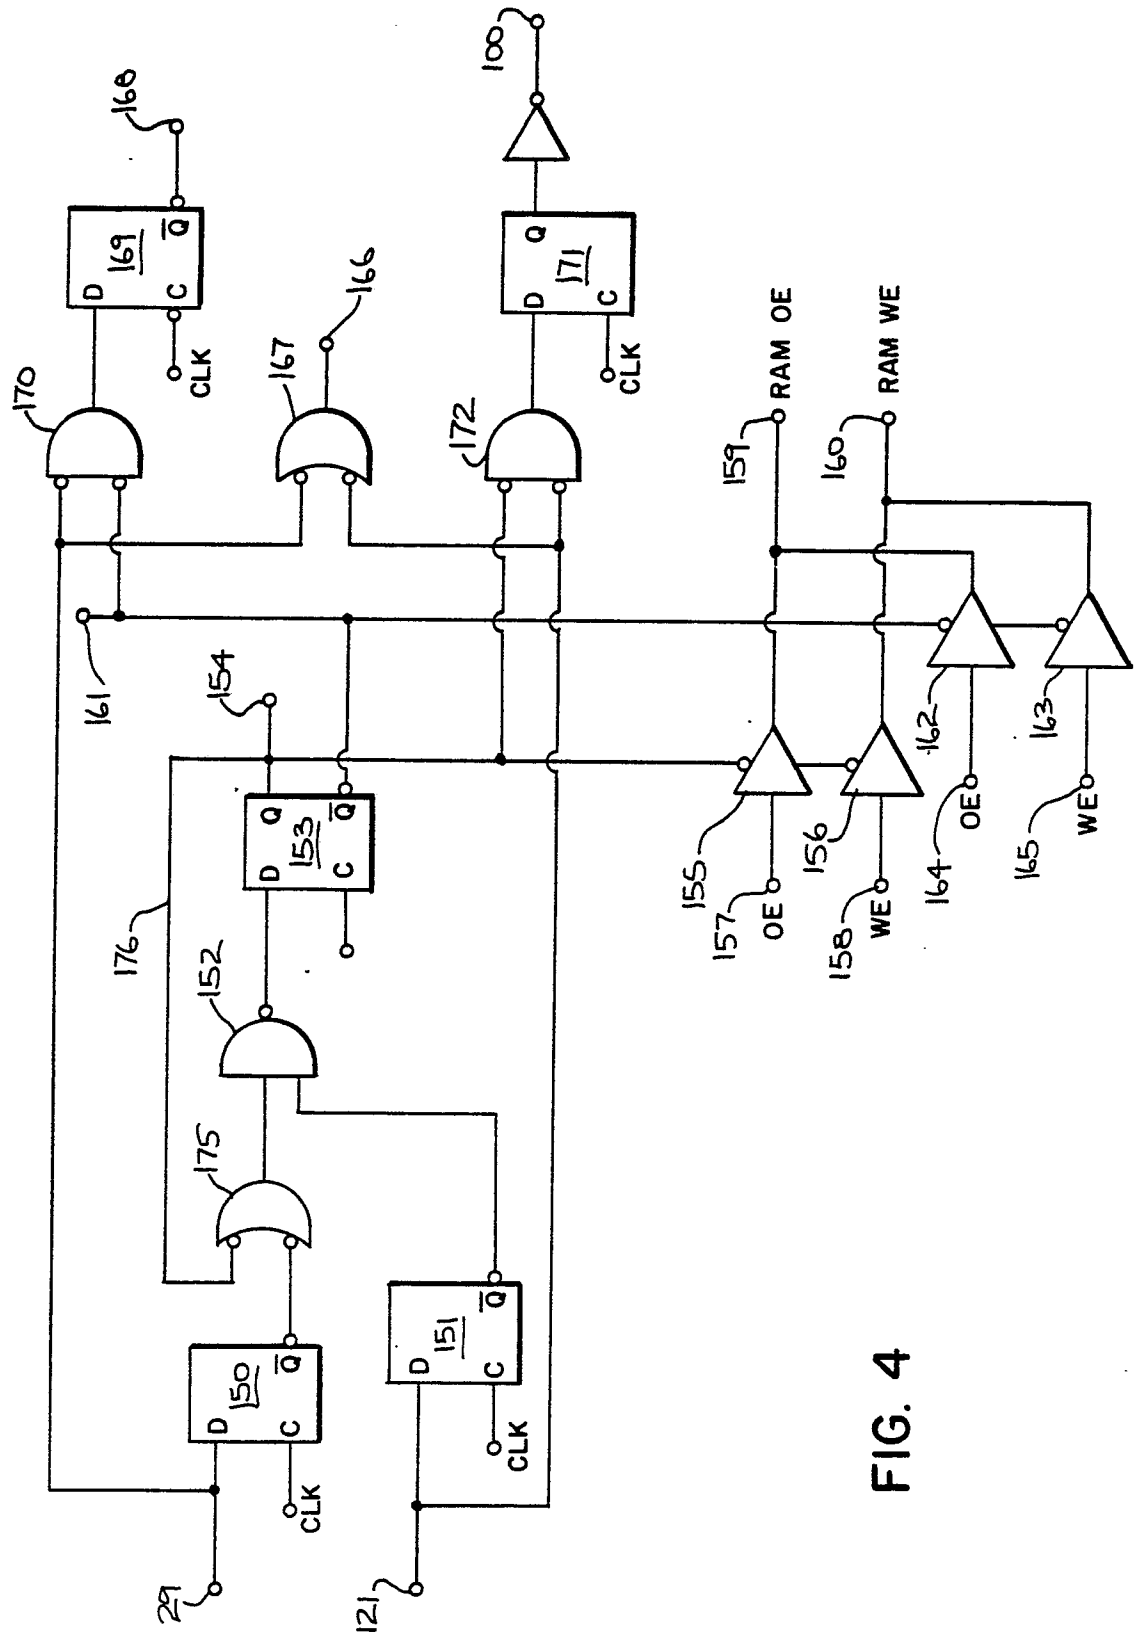 29
121
D
150
C
Q
CLK
D
151
C
Q
CLK
175
176
152
D
153
C
Q
Q
154
161
170
D
169
C
Q
CLK
168
167
166
172
D
171
C
Q
CLK
100
155
156
157
OE
158
WE
159
RAM OE
160
RAM WE
162
163
164
OE
165
WE
FIG. 4